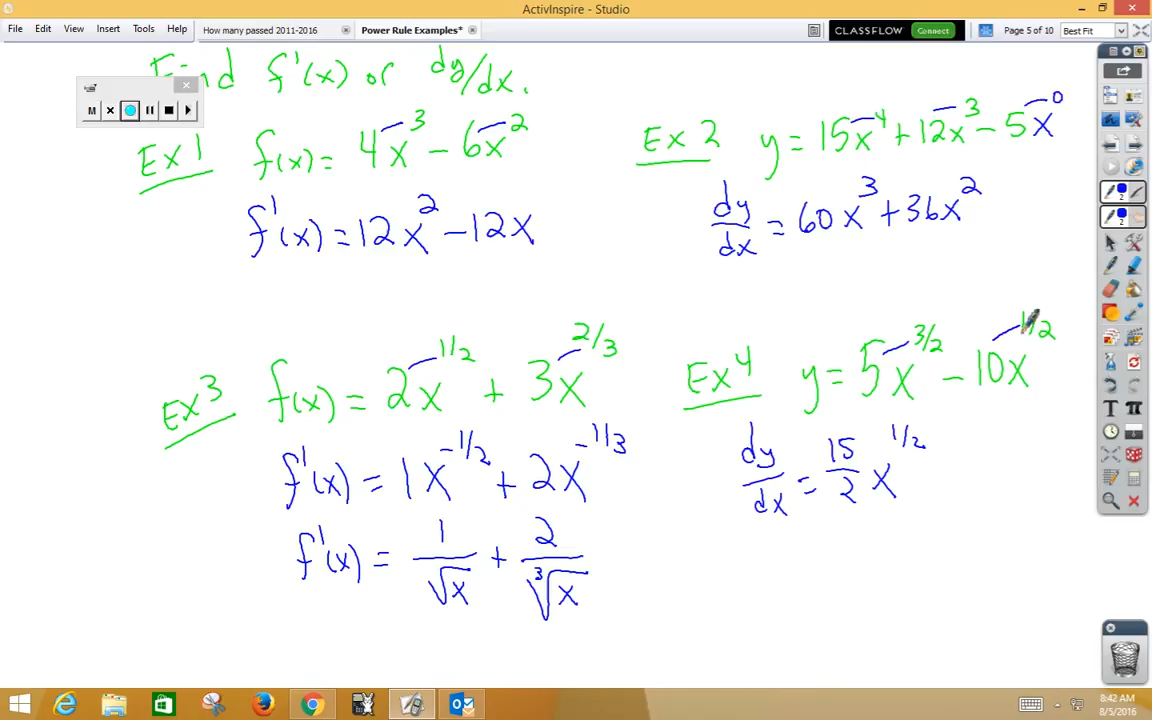 ActivInspire - Studio
File Edit View Insert Tools Help How many passed 2011-2016 Power Rule Examples* CLASSFLOW Connect Page 5 of 10 Best Fit
Find f'(x) or dy/dx.
M
Ex 1 f(x) = 4x^3 - 6x^2
f'(x) = 12x^2 - 12x
Ex 2 y = 15x^4 + 12x^3 - 5x^0
dy/dx = 60x^3 + 36x^2
Ex 3 f(x) = 2x^1/2 + 3x^2/3
f'(x) = 1x^-1/2 + 2x^-1/3
f'(x) = 1/√x + 2/∛x
Ex 4 y = 5x^3/2 - 10x^1/2
dy/dx = 15/2 x^1/2
2
2
T π
8:42 AM
8/5/2016